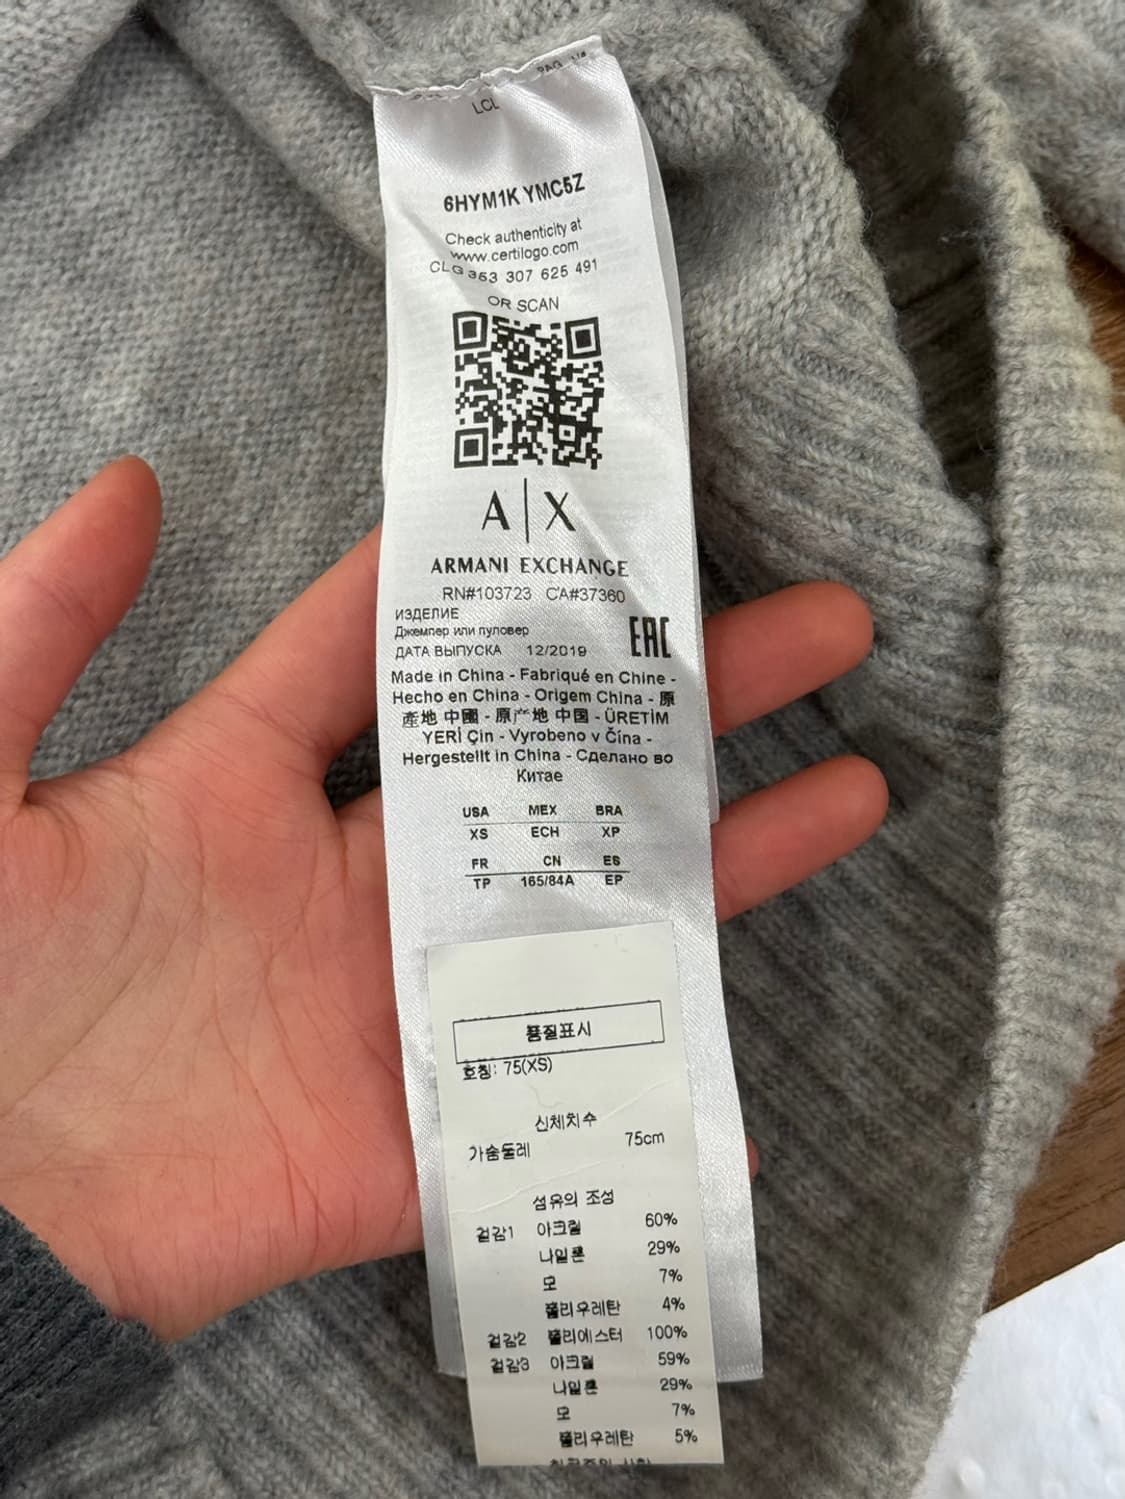 LCL
PAG 1/4
6HYM1K YMC5Z
Check authenticity at
www.certilogo.com
CLG 353 307 625 491
OR SCAN
A|X
ARMANI EXCHANGE
RN#103723 CA#37360
ИЗДЕЛИЕ
Джемпер или пуловер
ДАТА ВЫПУСКА 12/2019
EAC
Made in China - Fabriqué en Chine -
Hecho en China - Origem China - 原
產地 中國 - 原产地 中国 - ÜRETİM
YERİ Çin - Vyrobeno v Čína -
Hergestellt in China - Сделано во
Китае
USA MEX BRA
XS ECH XP
FR CN ES
TP 165/84A EP
품질표시
호칭: 75(XS)
신체치수
가슴둘레 75cm
섬유의 조성
겉감1 아크릴 60%
나일론 29%
모 7%
폴리우레탄 4%
겉감2 폴리에스터 100%
겉감3 아크릴 59%
나일론 29%
모 7%
폴리우레탄 5%